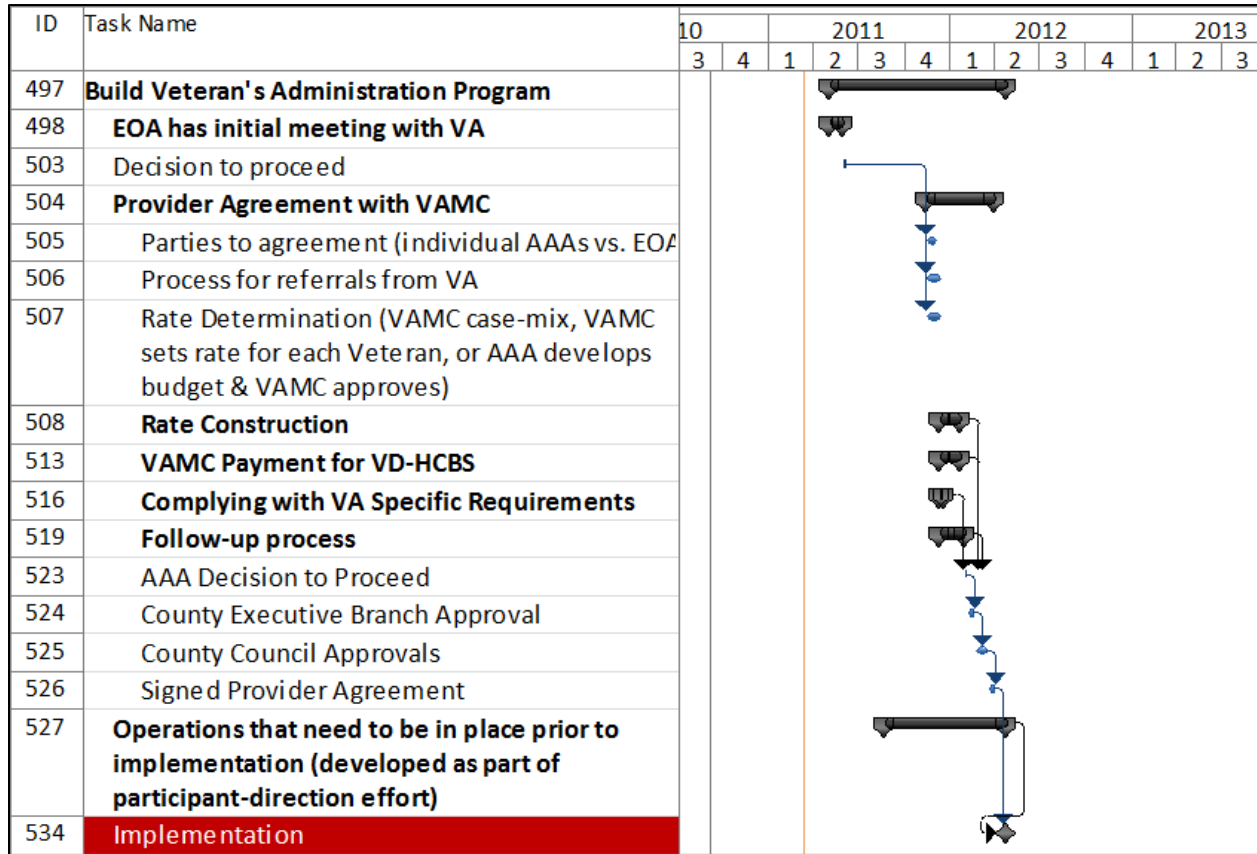 ID Task Name 10 2011 2012 2013
3 4 1 2 3 4 1 2 3 4 1 2 3
497 Build Veteran's Administration Program
498 EOA has initial meeting with VA
503 Decision to proceed
504 Provider Agreement with VAMC
505 Parties to agreement (individual AAAs vs. EOA
506 Process for referrals from VA
507 Rate Determination (VAMC case-mix, VAMC
sets rate for each Veteran, or AAA develops
budget & VAMC approves)
508 Rate Construction
513 VAMC Payment for VD-HCBS
516 Complying with VA Specific Requirements
519 Follow-up process
523 AAA Decision to Proceed
524 County Executive Branch Approval
525 County Council Approvals
526 Signed Provider Agreement
527 Operations that need to be in place prior to
implementation (developed as part of
participant-direction effort)
534 Implementation